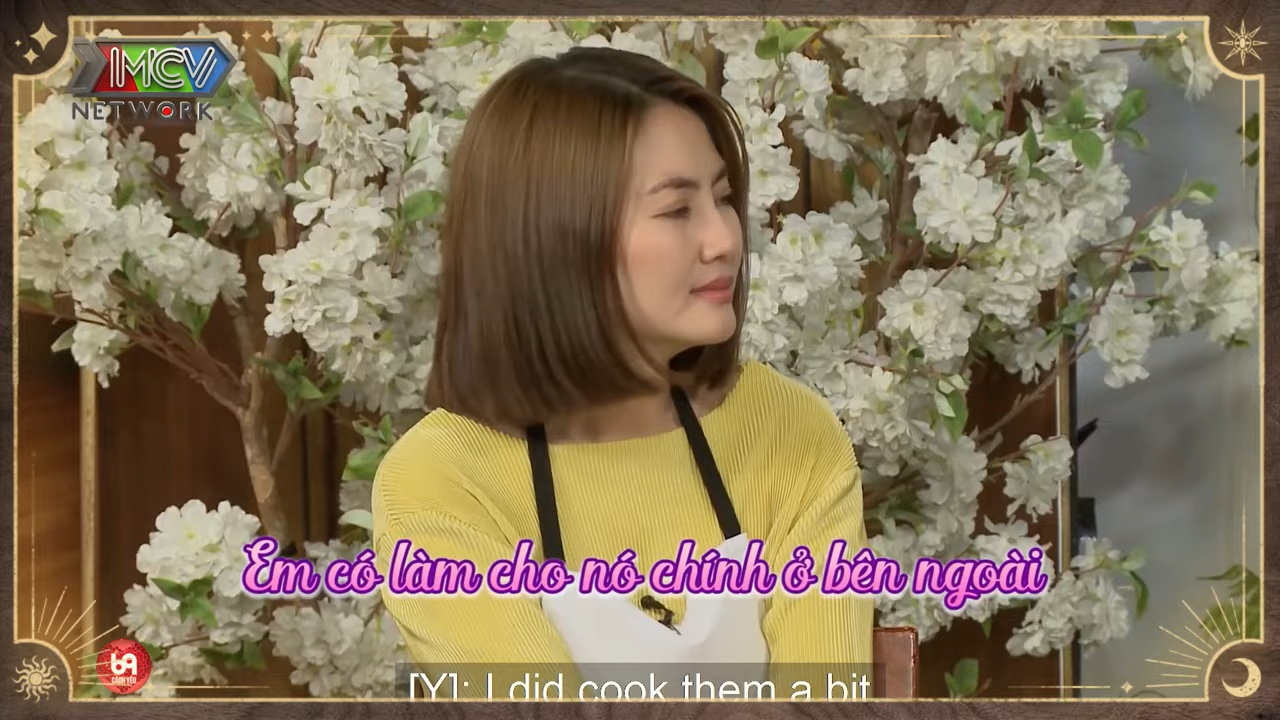 MCV
NETWORK
Em có làm cho nó chính ở bên ngoài
[Y]: I did cook them a bit